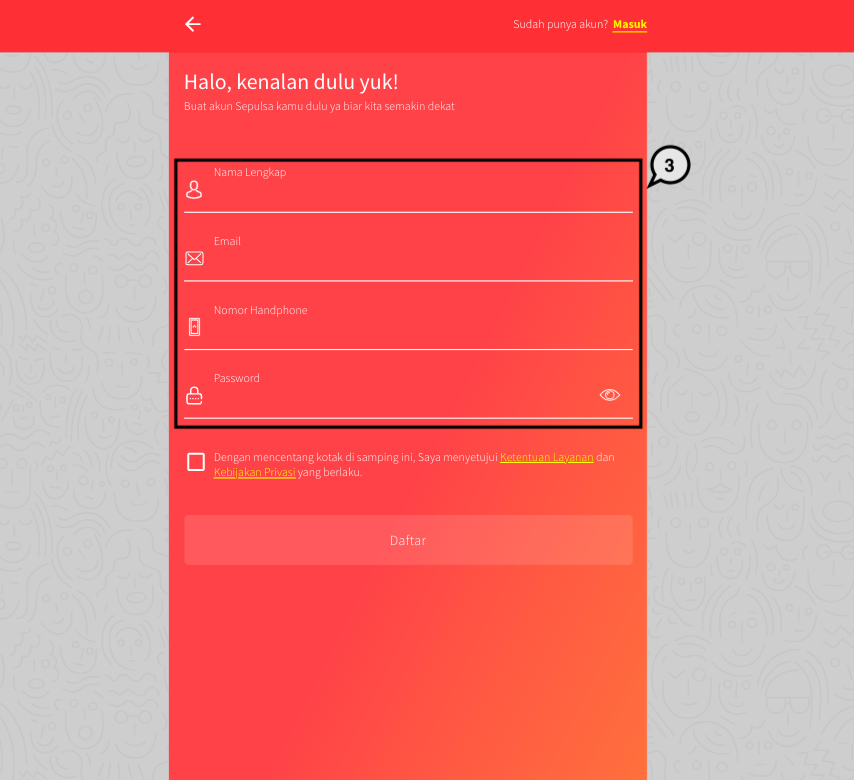 Sudah punya akun? Masuk
Halo, kenalan dulu yuk!
Buat akun Sepulsa kamu dulu ya biar kita semakin dekat
3
Nama Lengkap
Email
Nomor Handphone
Password
Dengan mencentang kotak di samping ini, Saya menyetujui Ketentuan Layanan dan
Kebijakan Privasi yang berlaku.
Daftar